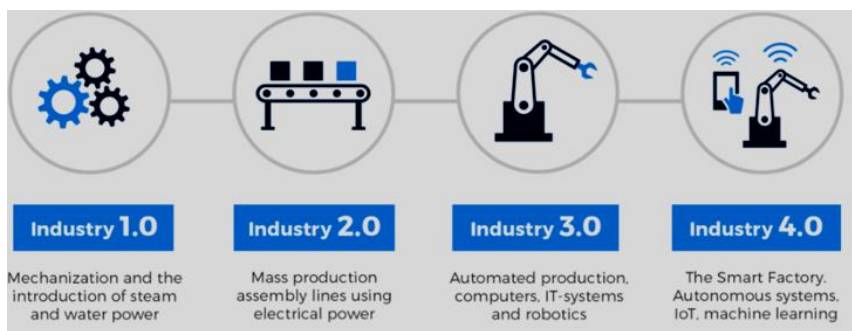 Industry 1.0
Mechanization and the
introduction of steam
and water power
Industry 2.0
Mass production
assembly lines using
electrical power
Industry 3.0
Automated production,
computers, IT-systems
and robotics
Industry 4.0
The Smart Factory.
Autonomous systems,
IoT, machine learning